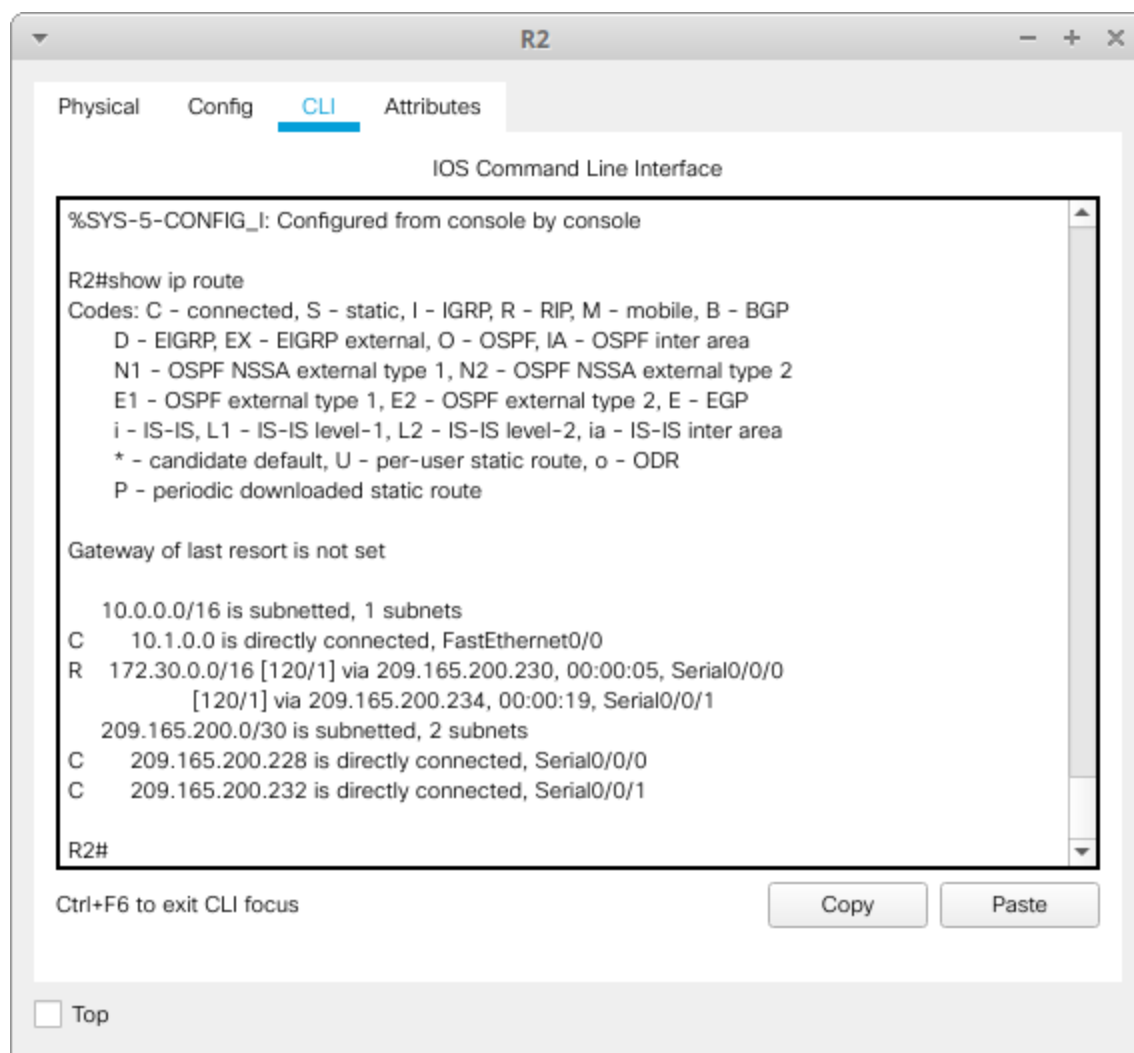 R2
Physical Config CLI Attributes
IOS Command Line Interface
%SYS-5-CONFIG_I: Configured from console by console
R2#show ip route
Codes: C - connected, S - static, I - IGRP, R - RIP, M - mobile, B - BGP
D - EIGRP, EX - EIGRP external, O - OSPF, IA - OSPF inter area
N1 - OSPF NSSA external type 1, N2 - OSPF NSSA external type 2
E1 - OSPF external type 1, E2 - OSPF external type 2, E - EGP
i - IS-IS, L1 - IS-IS level-1, L2 - IS-IS level-2, ia - IS-IS inter area
* - candidate default, U - per-user static route, o - ODR
P - periodic downloaded static route
Gateway of last resort is not set
10.0.0.0/16 is subnetted, 1 subnets
C 10.1.0.0 is directly connected, FastEthernet0/0
R 172.30.0.0/16 [120/1] via 209.165.200.230, 00:00:05, Serial0/0/0
[120/1] via 209.165.200.234, 00:00:19, Serial0/0/1
209.165.200.0/30 is subnetted, 2 subnets
C 209.165.200.228 is directly connected, Serial0/0/0
C 209.165.200.232 is directly connected, Serial0/0/1
R2#
Ctrl+F6 to exit CLI focus
Copy Paste
Top